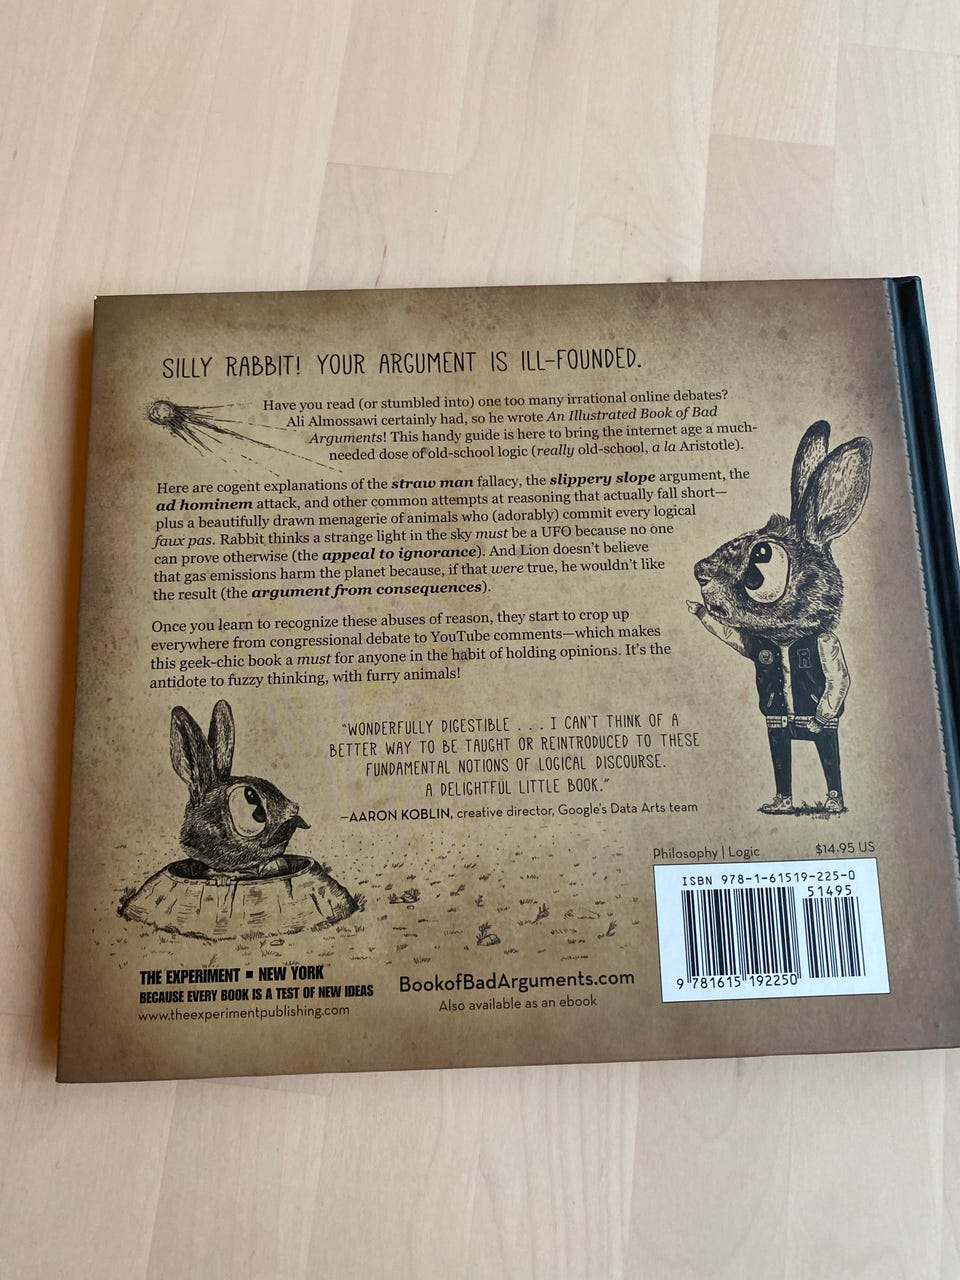 SILLY RABBIT! YOUR ARGUMENT IS ILL-FOUNDED.
Have you read (or stumbled into) one too many irrational online debates?
Ali Almossawi certainly had, so he wrote An Illustrated Book of Bad
Arguments! This handy guide is here to bring the internet age a much-
needed dose of old-school logic (really old-school, a la Aristotle).
Here are cogent explanations of the straw man fallacy, the slippery slope argument, the
ad hominem attack, and other common attempts at reasoning that actually fall short—
plus a beautifully drawn menagerie of animals who (adorably) commit every logical
faux pas. Rabbit thinks a strange light in the sky must be a UFO because no one
can prove otherwise (the appeal to ignorance). And Lion doesn't believe
that gas emissions harm the planet because, if that were true, he wouldn't like
the result (the argument from consequences).
Once you learn to recognize these abuses of reason, they start to crop up
everywhere from congressional debate to YouTube comments—which makes
this geek-chic book a must for anyone in the habit of holding opinions. It's the
antidote to fuzzy thinking, with furry animals!
"WONDERFULLY DIGESTIBLE . . . I CAN'T THINK OF A
BETTER WAY TO BE TAUGHT OR REINTRODUCED TO THESE
FUNDAMENTAL NOTIONS OF LOGICAL DISCOURSE.
A DELIGHTFUL LITTLE BOOK."
—AARON KOBLIN, creative director, Google's Data Arts team
R
Philosophy | Logic $14.95 US
ISBN 978-1-61519-225-0
51495
9 781615 192250
THE EXPERIMENT ■ NEW YORK
BECAUSE EVERY BOOK IS A TEST OF NEW IDEAS
www.theexperimentpublishing.com
BookofBadArguments.com
Also available as an ebook